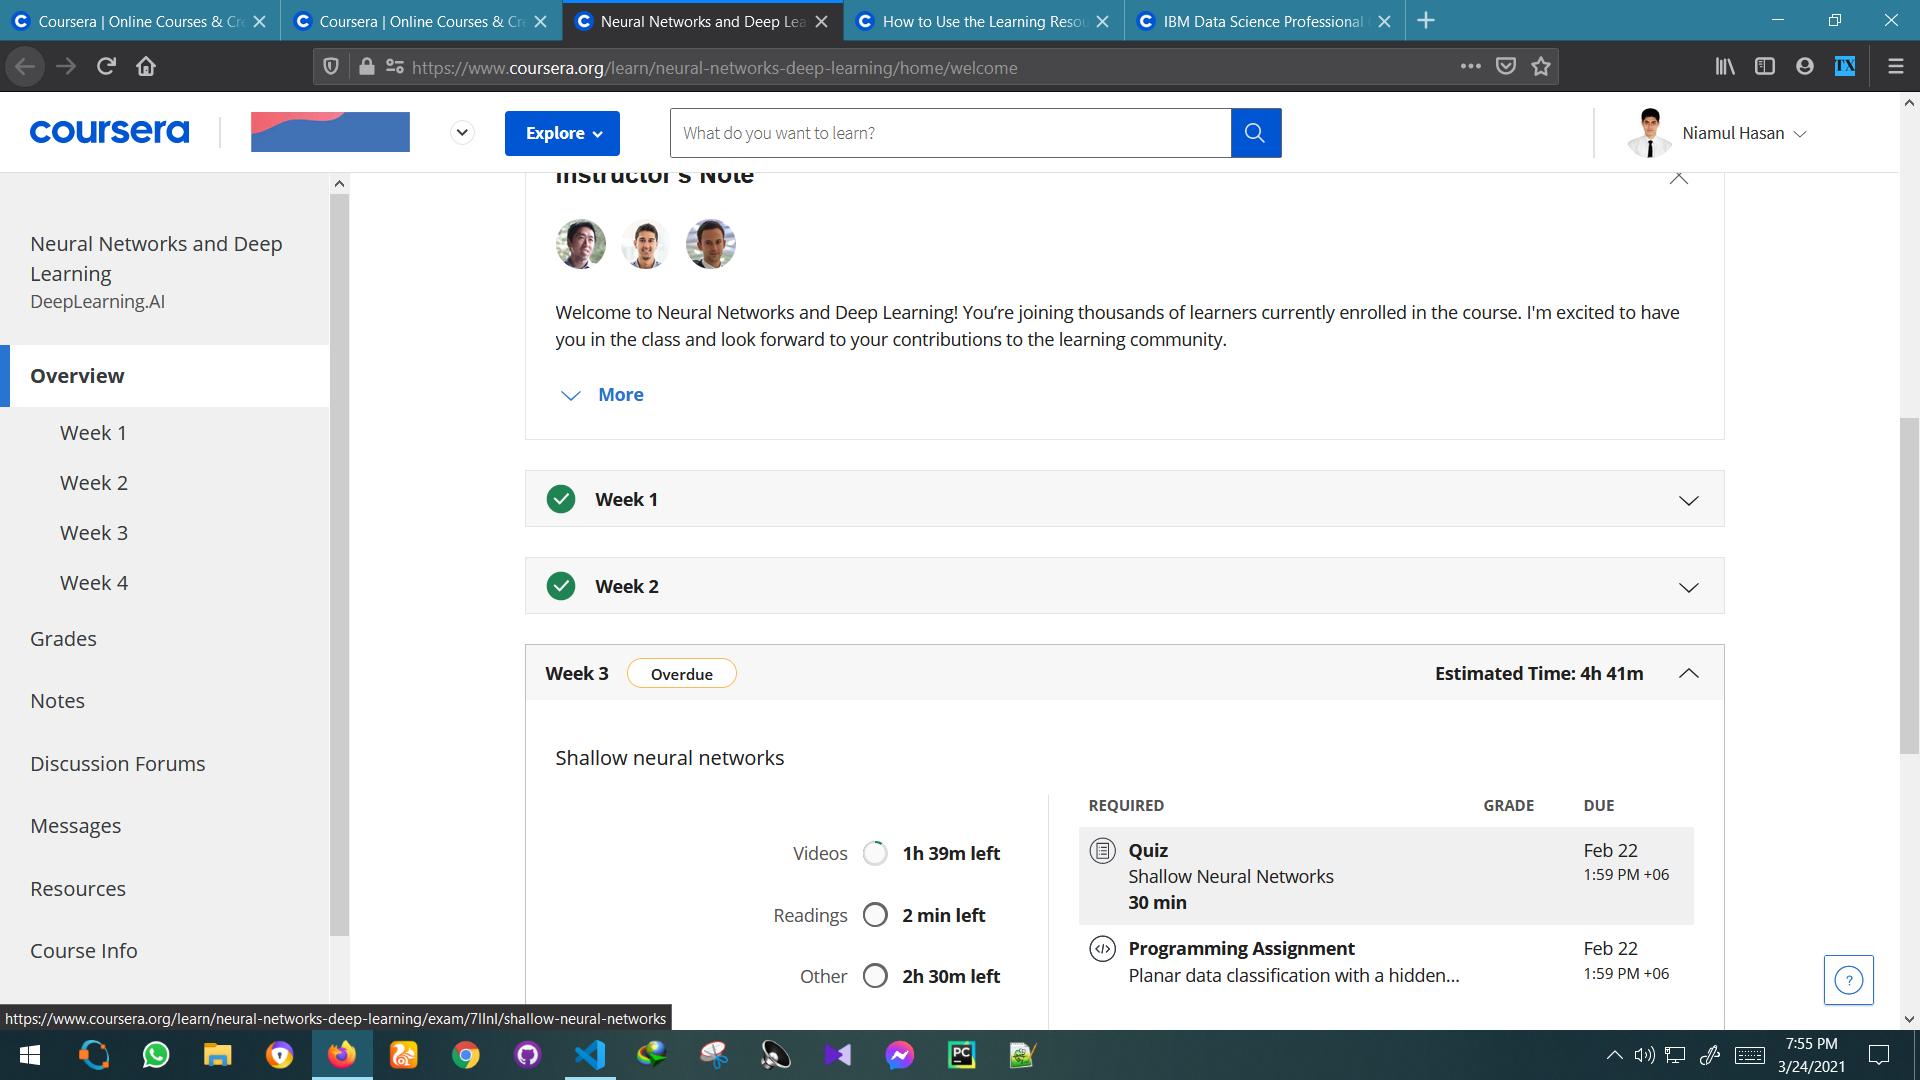 Coursera | Online Courses & Cre
Coursera | Online Courses & Cre
Neural Networks and Deep Lea
How to Use the Learning Resou
IBM Data Science Professional
https://www.coursera.org/learn/neural-networks-deep-learning/home/welcome
coursera
Explore
What do you want to learn?
Niamul Hasan
Neural Networks and Deep
Learning
DeepLearning.AI
Overview
Week 1
Week 2
Week 3
Week 4
Grades
Notes
Discussion Forums
Messages
Resources
Course Info
Instructor's Note
Welcome to Neural Networks and Deep Learning! You’re joining thousands of learners currently enrolled in the course. I'm excited to have
you in the class and look forward to your contributions to the learning community.
More
Week 1
Week 2
Week 3 Overdue Estimated Time: 4h 41m
Shallow neural networks
Videos 1h 39m left
Readings 2 min left
Other 2h 30m left
REQUIRED GRADE DUE
Quiz Feb 22
Shallow Neural Networks 1:59 PM +06
30 min
Programming Assignment Feb 22
Planar data classification with a hidden... 1:59 PM +06
https://www.coursera.org/learn/neural-networks-deep-learning/exam/7lInI/shallow-neural-networks
7:55 PM
3/24/2021